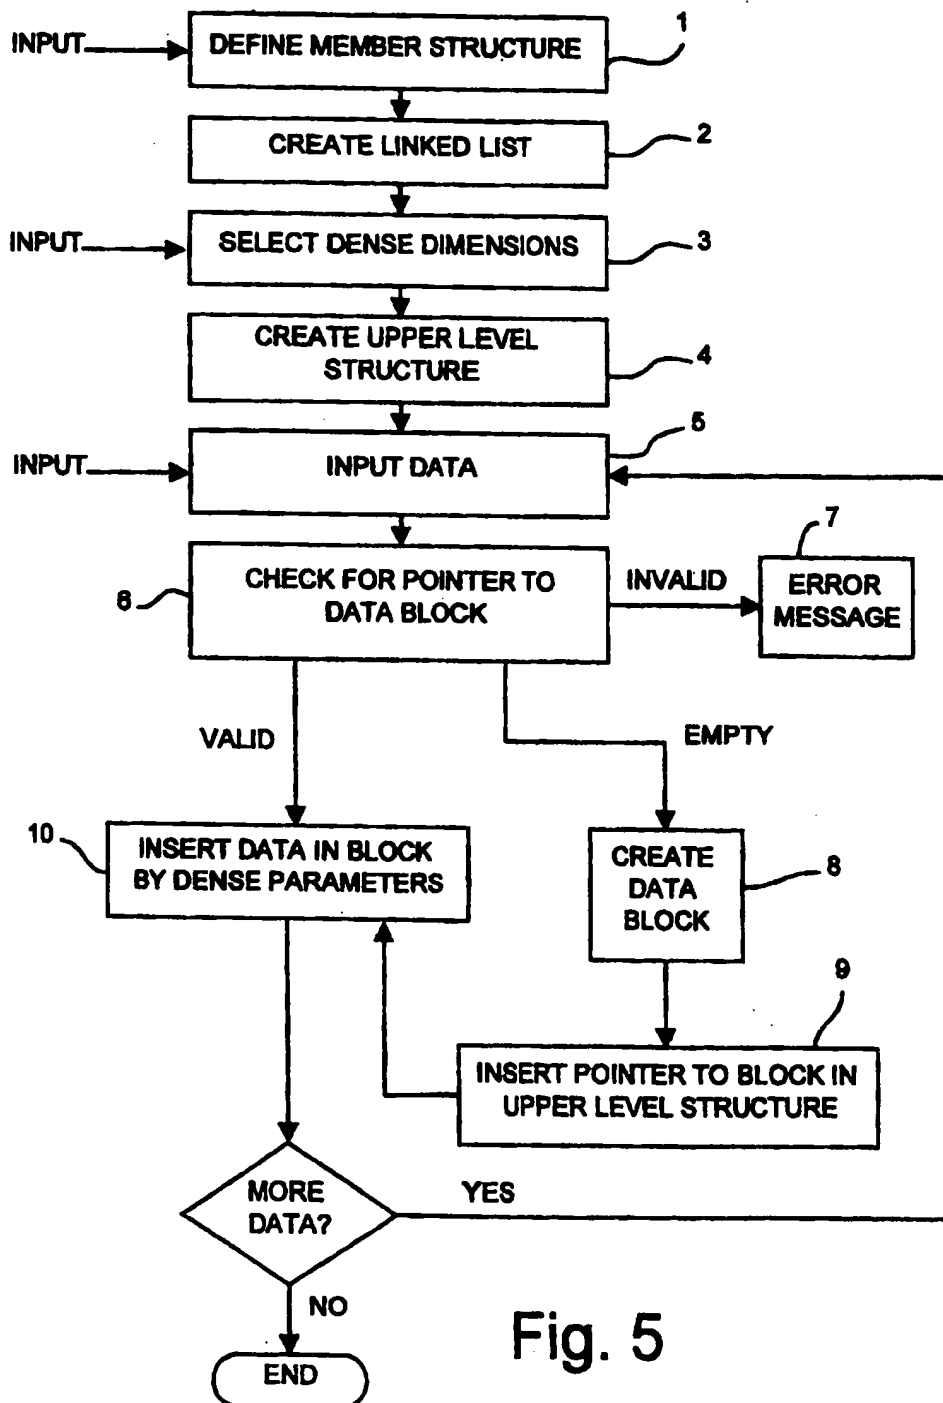 1
INPUT
DEFINE MEMBER STRUCTURE
CREATE LINKED LIST
2
INPUT
SELECT DENSE DIMENSIONS
3
CREATE UPPER LEVEL
STRUCTURE
4
5
INPUT
INPUT DATA
7
6
CHECK FOR POINTER TO
DATA BLOCK
INVALID
ERROR
MESSAGE
VALID
EMPTY
10
INSERT DATA IN BLOCK
BY DENSE PARAMETERS
CREATE
DATA
BLOCK
8
9
INSERT POINTER TO BLOCK IN
UPPER LEVEL STRUCTURE
MORE
DATA?
YES
NO
END
Fig. 5